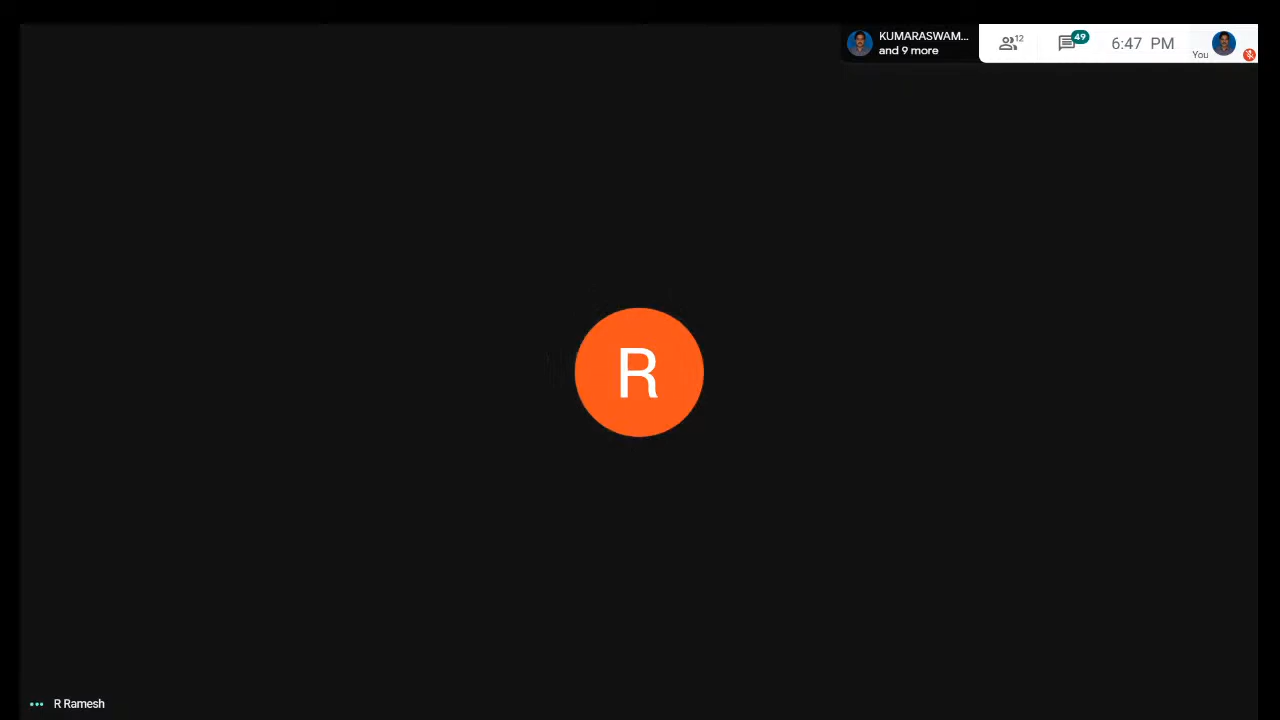 KUMARASWAM...
and 9 more
12
49
6:47 PM
You
R
R Ramesh